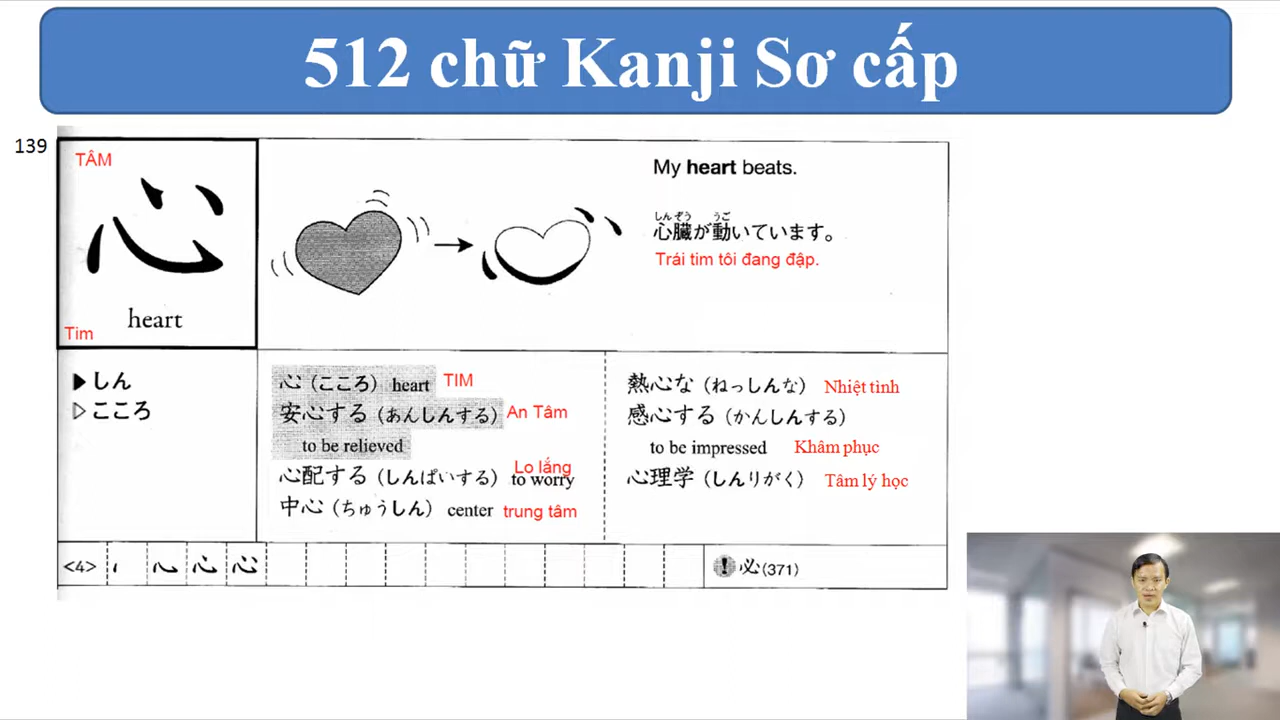 512 chữ Kanji Sơ cấp
139
TÂM
心
heart
Tim
My heart beats.
しんぞう うご
心臓が動いています。
Trái tim tôi đang đập.
▶しん
▷こころ
心（こころ）heart TIM
安心する（あんしんする） An Tâm
to be relieved
Lo lắng
心配する（しんぱいする）to worry
中心（ちゅうしん）center trung tâm
熱心な（ねっしんな） Nhiệt tình
感心する（かんしんする）
to be impressed Khâm phục
心理学（しんりがく） Tâm lý học
<4> 心 心 心
! 必(371)